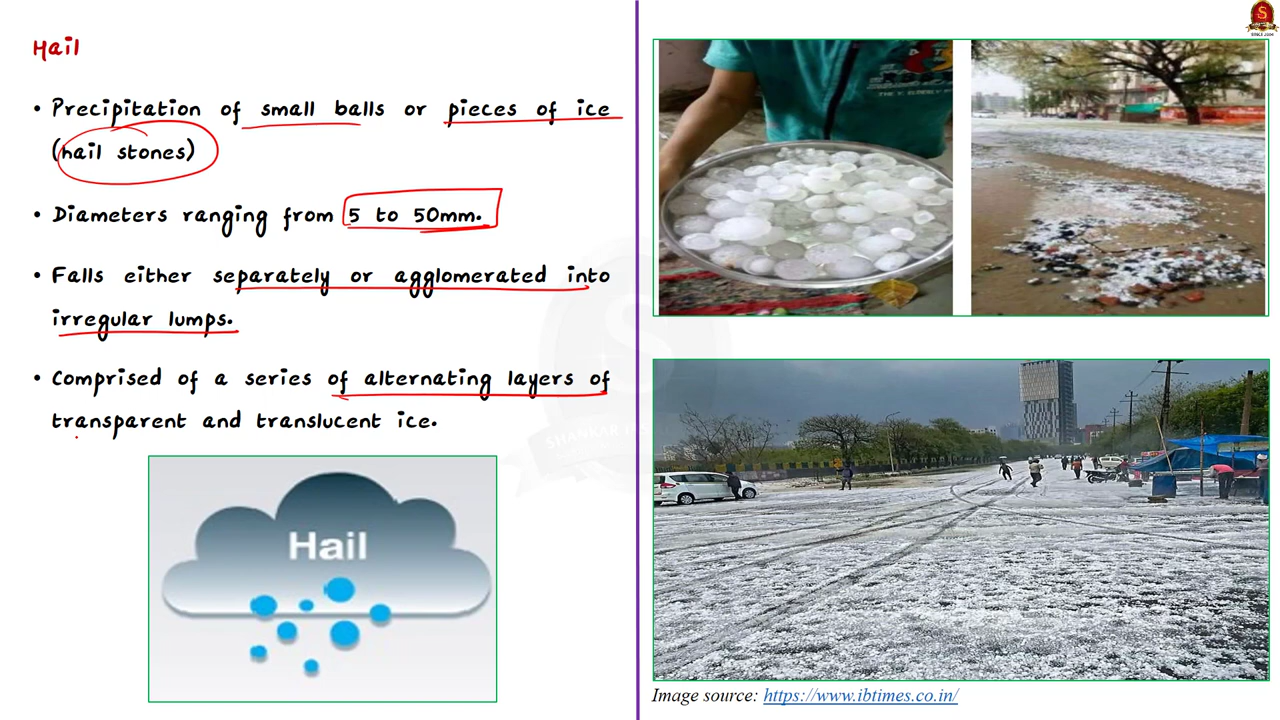 Hail
• Precipitation of small balls or pieces of ice
(hail stones)
• Diameters ranging from 5 to 50mm.
• Falls either separately or agglomerated into
irregular lumps.
• Comprised of a series of alternating layers of
transparent and translucent ice.
Hail
Image source: https://www.ibtimes.co.in/